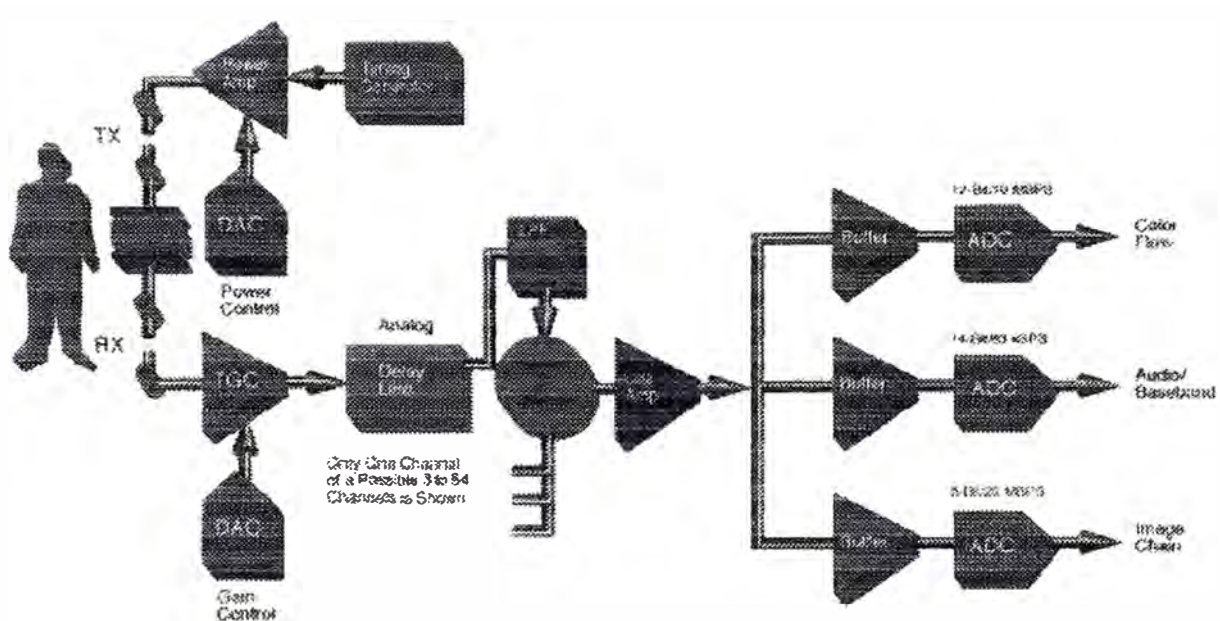 Power
Amp
Timing
Generator
TX
DAC
Power
Control
RX
TGC
Analog
Delay
Line
DAC
Gain
Control
Only One Channel
of a Possible 3 to 64
Channels is Shown
Amp
Buffer
ADC
Color
Flow
Buffer
ADC
Audio/
Baseband
Buffer
ADC
Image
Chain